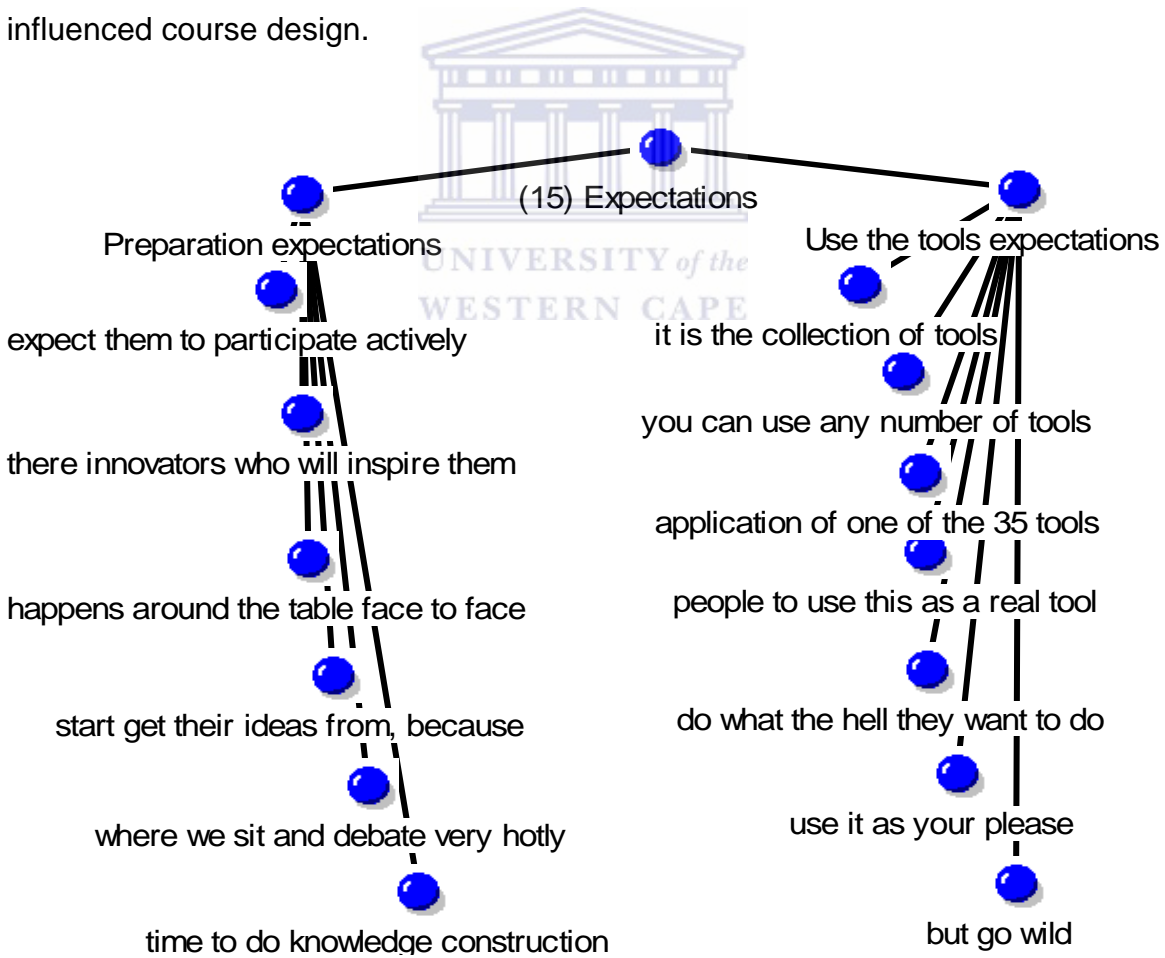 influenced course design.
(15) Expectations
Preparation expectations
expect them to participate actively
there innovators who will inspire them
happens around the table face to face
start get their ideas from, because
where we sit and debate very hotly
time to do knowledge construction
Use the tools expectations
it is the collection of tools
you can use any number of tools
application of one of the 35 tools
people to use this as a real tool
do what the hell they want to do
use it as your please
but go wild
UNIVERSITY of the
WESTERN CAPE